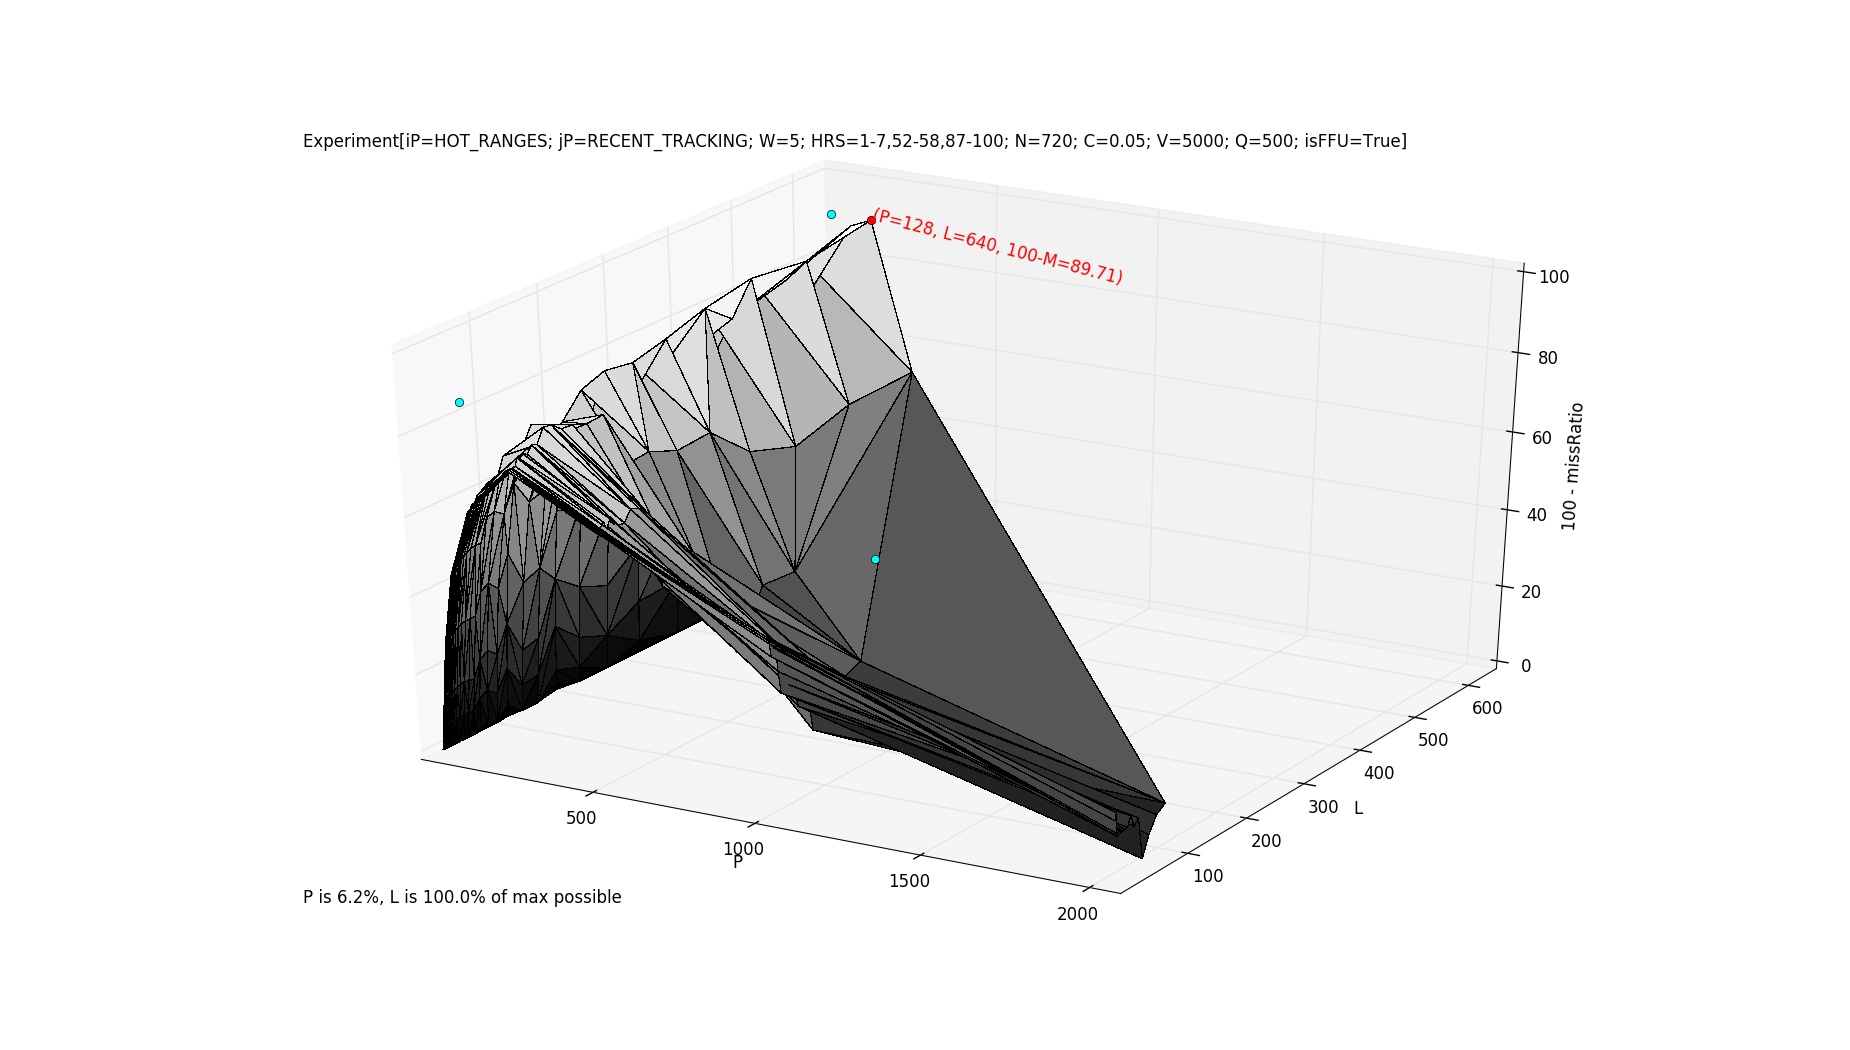 Experiment[iP=HOT_RANGES; jP=RECENT_TRACKING; W=5; HRS=1-7,52-58,87-100; N=720; C=0.05; V=5000; Q=500; isFFU=True]
(P=128, L=640, 100-M=89.71)
100
80
60
40
20
0
100 - missRatio
600
500
400
300
200
100
L
500
1000
1500
2000
P
P is 6.2%, L is 100.0% of max possible